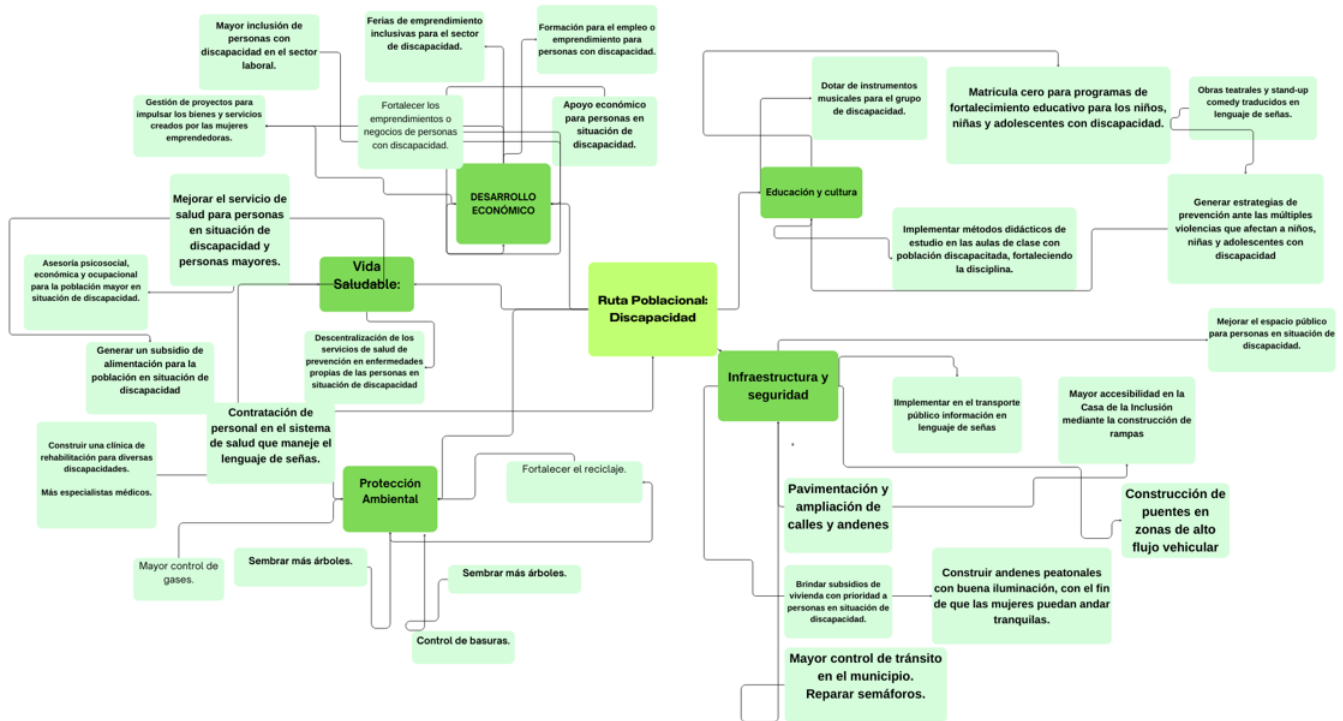 Mayor inclusión de
personas con
discapacidad en el sector
laboral.
Ferias de emprendimiento
inclusivas para el sector
de discapacidad.
Formación para el empleo o
emprendimiento para
personas con discapacidad.
Gestión de proyectos para
impulsar los bienes y servicios
creados por las mujeres
emprendedoras.
Fortalecer los
emprendimientos o
negocios de personas
con discapacidad.
Apoyo económico
para personas en
situación de
discapacidad.
DESARROLLO
ECONÓMICO
Mejorar el servicio de
salud para personas
en situación de
discapacidad y
personas mayores.
Asesoría psicosocial,
económica y ocupacional
para la población mayor en
situación de discapacidad.
Vida
Saludable:
Generar un subsidio de
alimentación para la
población en situación de
discapacidad
Descentralización de los
servicios de salud de
prevención en enfermedades
propias de las personas en
situación de discapacidad
Contratación de
personal en el sistema
de salud que maneje el
lenguaje de señas.
Construir una clínica de
rehabilitación para diversas
discapacidades.
Más especialistas médicos.
Protección
Ambiental
Fortalecer el reciclaje.
Mayor control de
gases.
Sembrar más árboles.
Sembrar más árboles.
Control de basuras.
Ruta Poblacional:
Discapacidad
Dotar de instrumentos
musicales para el grupo
de discapacidad.
Matricula cero para programas de
fortalecimiento educativo para los niños,
niñas y adolescentes con discapacidad.
Obras teatrales y stand-up
comedy traducidos en
lenguaje de señas.
Educación y cultura
Implementar métodos didácticos de
estudio en las aulas de clase con
población discapacitada, fortaleciendo
la disciplina.
Generar estrategias de
prevención ante las múltiples
violencias que afectan a niños,
niñas y adolescentes con
discapacidad
Infraestructura y
seguridad
Mejorar el espacio público
para personas en situación de
discapacidad.
IImplementar en el transporte
público información en
lenguaje de señas
Mayor accesibilidad en la
Casa de la Inclusión
mediante la construcción de
rampas
Pavimentación y
ampliación de
calles y andenes
Construcción de
puentes en
zonas de alto
flujo vehicular
Brindar subsidios de
vivienda con prioridad a
personas en situación de
discapacidad.
Construir andenes peatonales
con buena iluminación, con el fin
de que las mujeres puedan andar
tranquilas.
Mayor control de tránsito
en el municipio.
Reparar semáforos.